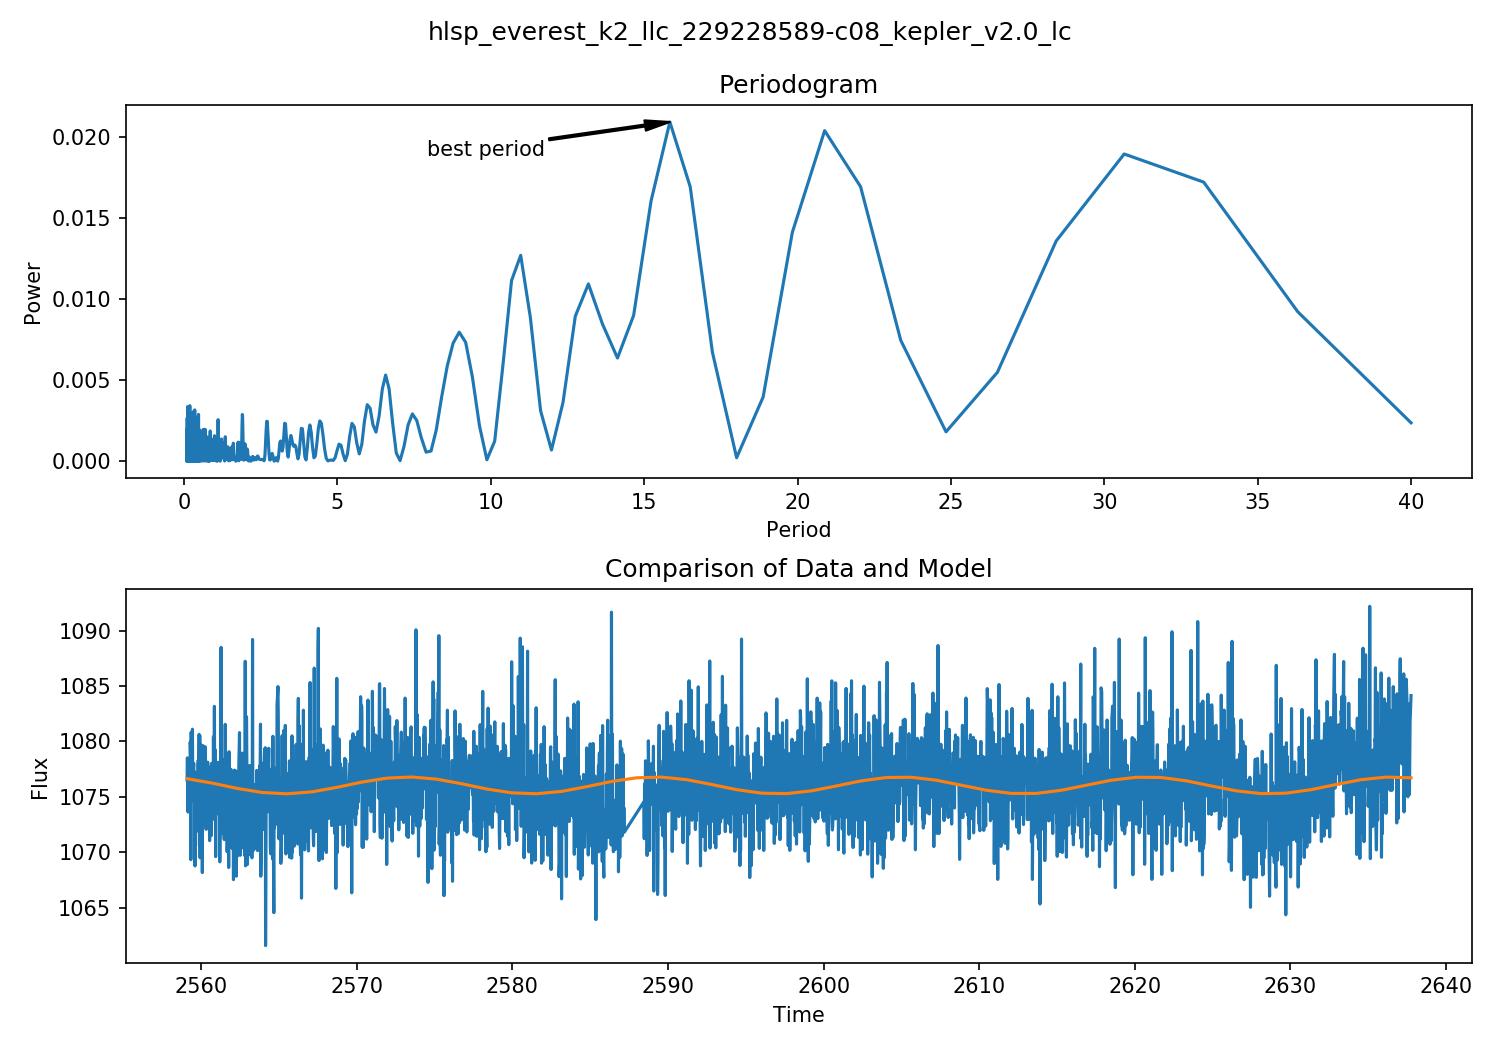 hlsp_everest_k2_llc_229228589-c08_kepler_v2.0_lc
Periodogram
best period
0.020
0.015
0.010
0.005
0.000
Power
0 5 10 15 20 25 30 35 40
Period
Comparison of Data and Model
1090
1085
1080
1075
1070
1065
Flux
2560 2570 2580 2590 2600 2610 2620 2630 2640
Time